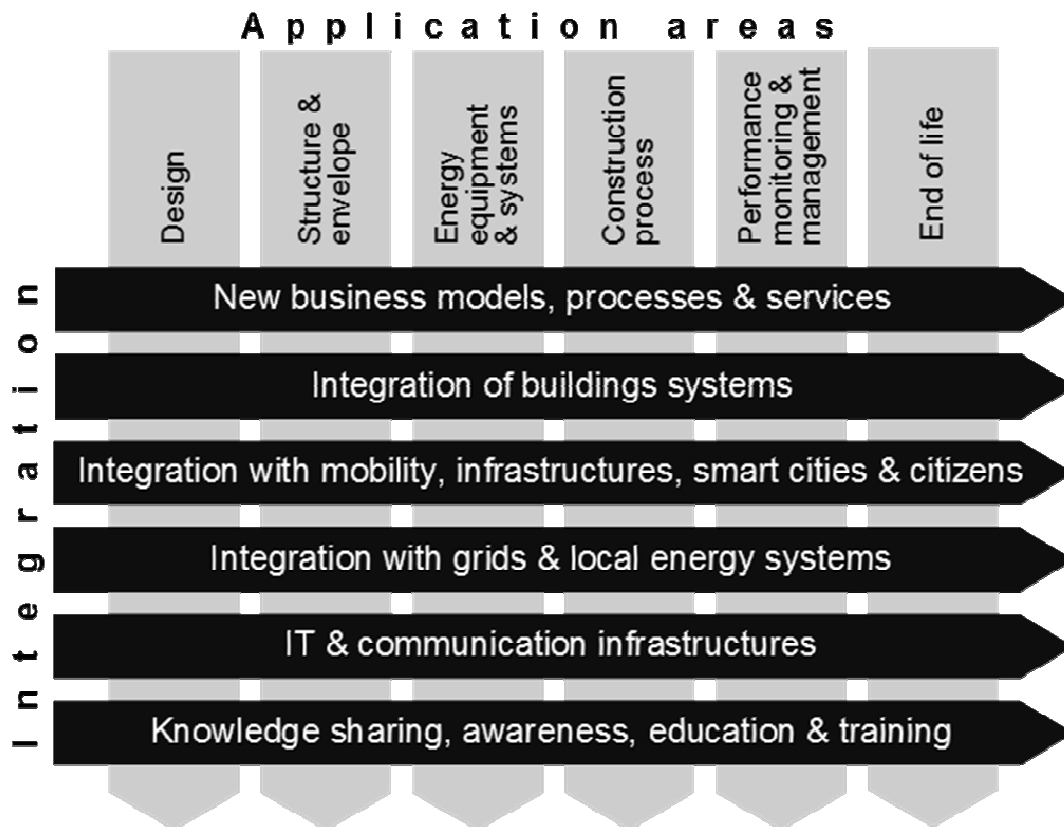 Application areas
Design
Structure &
envelope
Energy
equipment
& systems
Construction
process
Performance
monitoring &
management
End of life
Integration
New business models, processes & services
Integration of buildings systems
Integration with mobility, infrastructures, smart cities & citizens
Integration with grids & local energy systems
IT & communication infrastructures
Knowledge sharing, awareness, education & training